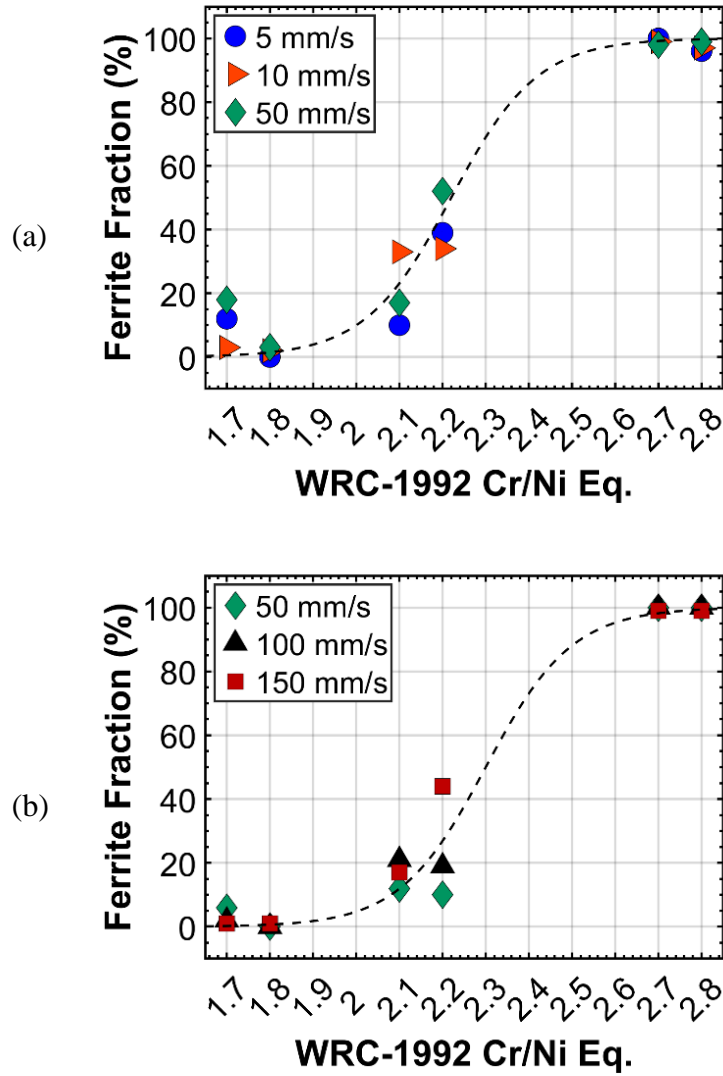 (a)
Ferrite Fraction (%)
100
80
60
40
20
0
5 mm/s
10 mm/s
50 mm/s
1.7 1.8 1.9 2 2.1 2.2 2.3 2.4 2.5 2.6 2.7 2.8
WRC-1992 Cr/Ni Eq.
(b)
Ferrite Fraction (%)
100
80
60
40
20
0
50 mm/s
100 mm/s
150 mm/s
1.7 1.8 1.9 2 2.1 2.2 2.3 2.4 2.5 2.6 2.7 2.8
WRC-1992 Cr/Ni Eq.